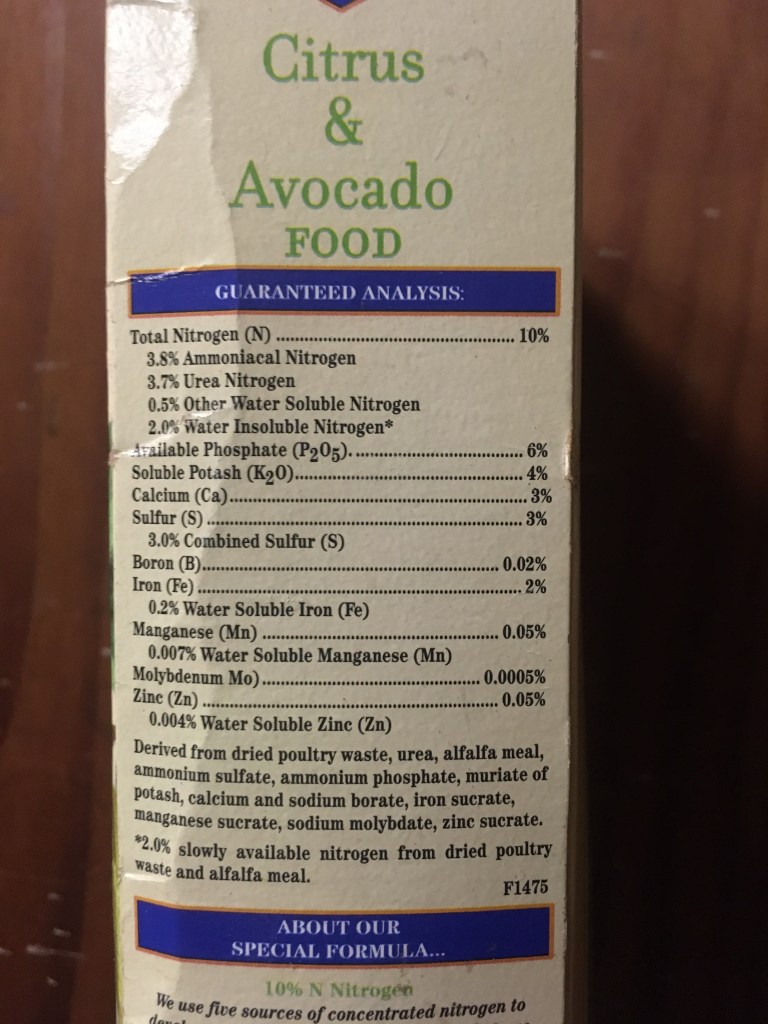 Citrus
&
Avocado
FOOD
GUARANTEED ANALYSIS:
Total Nitrogen (N) .................................................. 10%
3.8% Ammoniacal Nitrogen
3.7% Urea Nitrogen
0.5% Other Water Soluble Nitrogen
2.0% Water Insoluble Nitrogen*
Available Phosphate (P2O5). ................................... 6%
Soluble Potash (K2O)................................................ 4%
Calcium (Ca).............................................................. 3%
Sulfur (S) .................................................................. 3%
3.0% Combined Sulfur (S)
Boron (B).............................................................. 0.02%
Iron (Fe) .................................................................... 2%
0.2% Water Soluble Iron (Fe)
Manganese (Mn) .................................................. 0.05%
0.007% Water Soluble Manganese (Mn)
Molybdenum Mo).............................................. 0.0005%
Zinc (Zn) .............................................................. 0.05%
0.004% Water Soluble Zinc (Zn)
Derived from dried poultry waste, urea, alfalfa meal,
ammonium sulfate, ammonium phosphate, muriate of
potash, calcium and sodium borate, iron sucrate,
manganese sucrate, sodium molybdate, zinc sucrate.
*2.0% slowly available nitrogen from dried poultry
waste and alfalfa meal.
F1475
ABOUT OUR
SPECIAL FORMULA...
10% N Nitrogen
We use five sources of concentrated nitrogen to